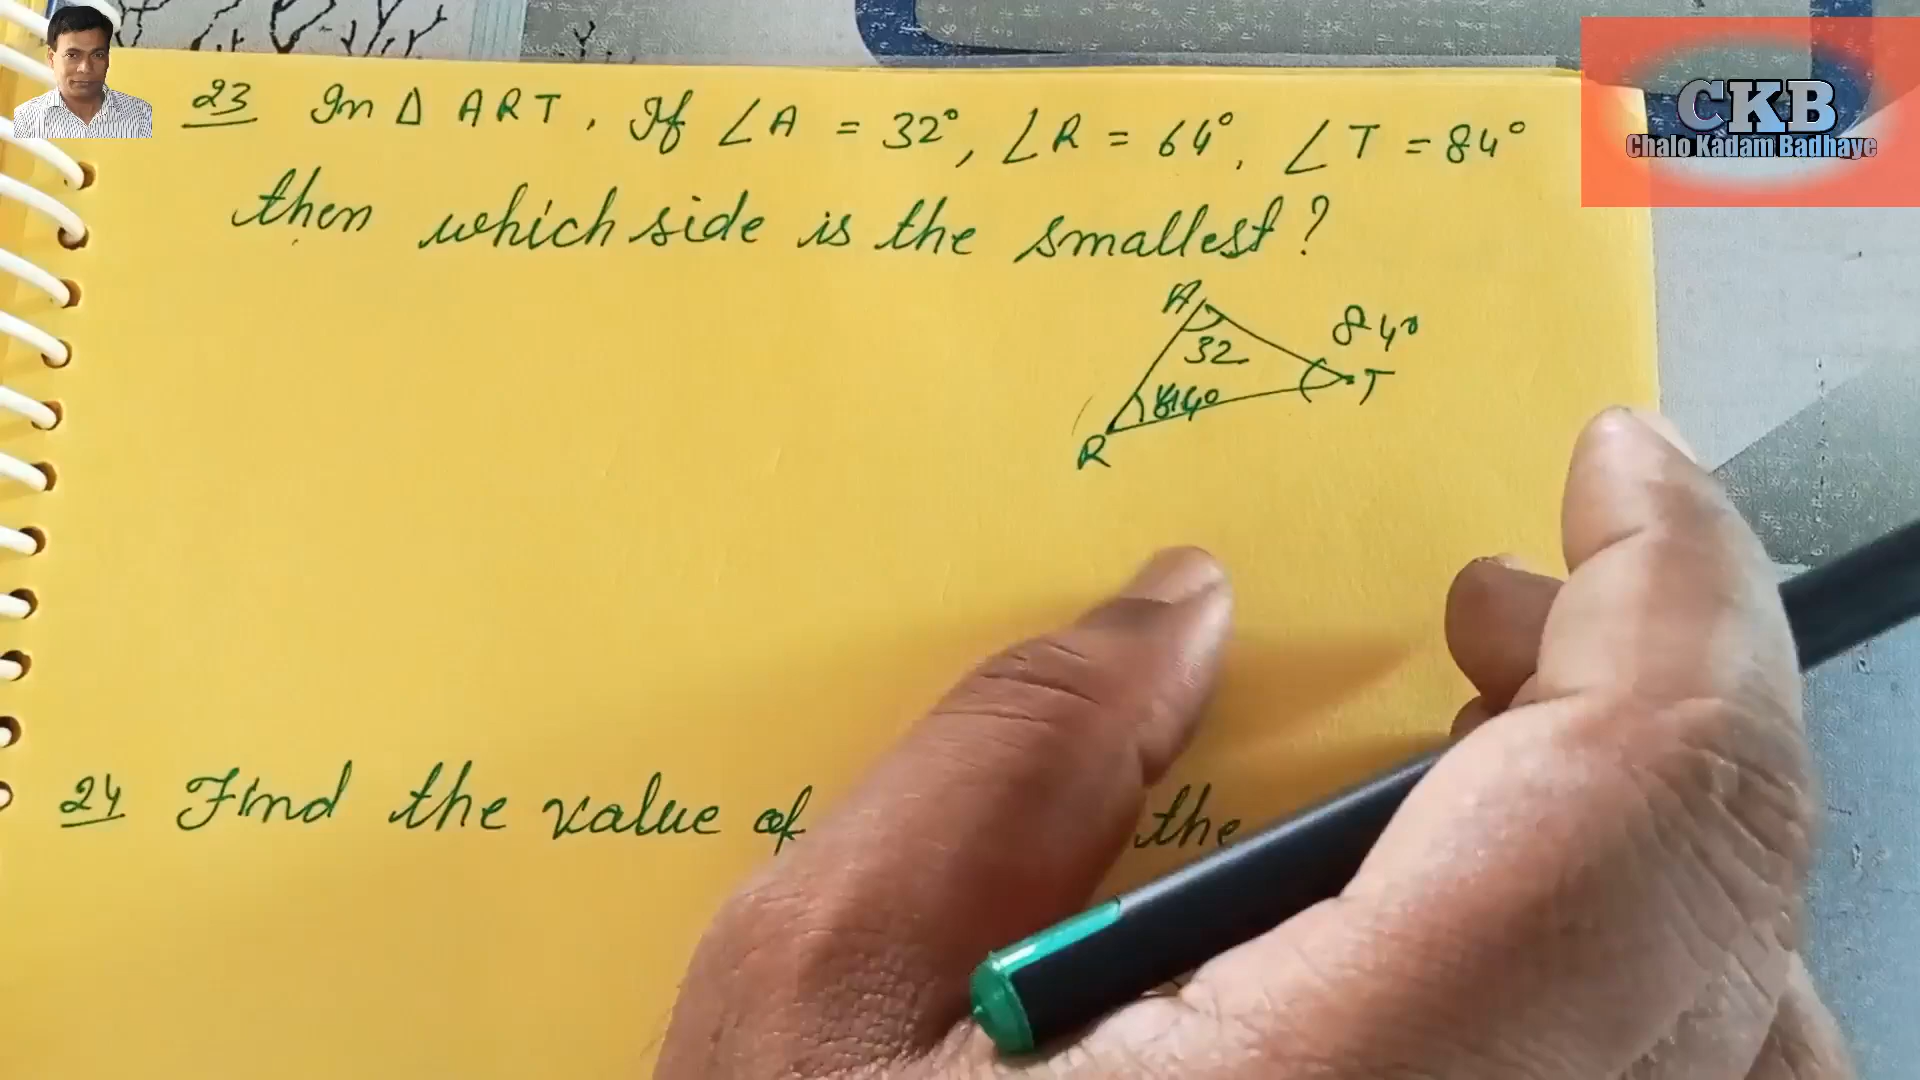 23 In Δ ART, If ∠A = 32°, ∠R = 64°, ∠T = 84°
then which side is the smallest?
A
84°
32
T
64°
R
24 Find the value of the
CKB
Chalo Kadam Badhaye